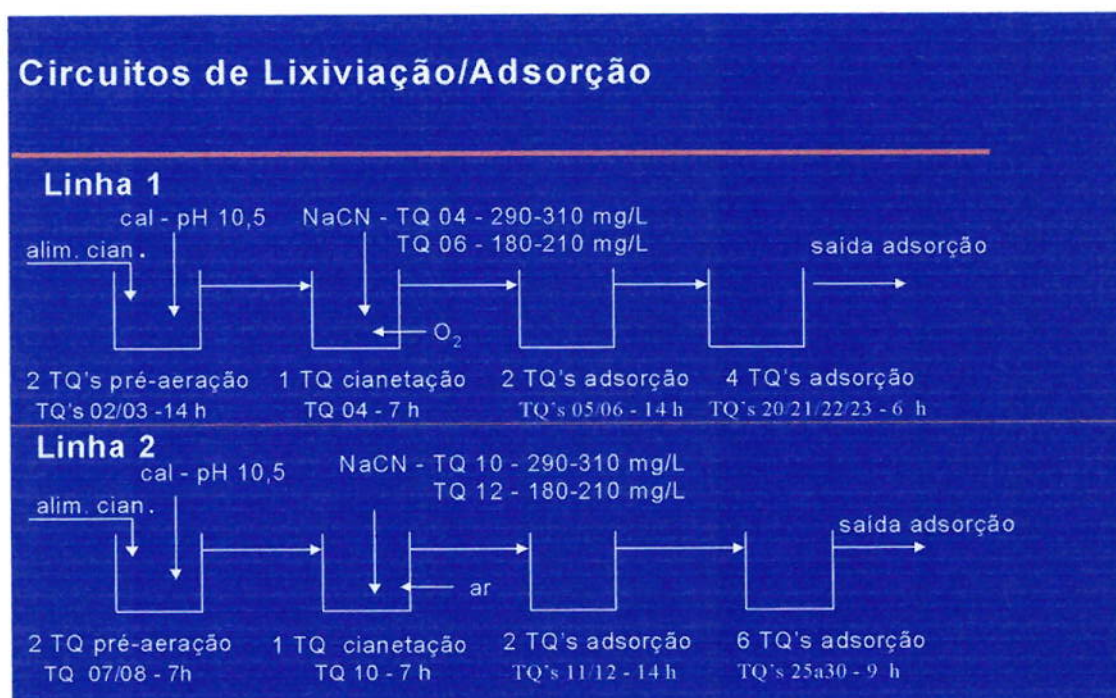 Circuitos de Lixiviação/Adsorção
Linha 1
cal - pH 10,5
NaCN - TQ 04 - 290-310 mg/L
TQ 06 - 180-210 mg/L
alim. cian.
saída adsorção
O₂
2 TQ's pré-aeração
1 TQ cianetação
2 TQ's adsorção
4 TQ's adsorção
TQ's 02/03 -14 h
TQ 04 - 7 h
TQ's 05/06 - 14 h
TQ's 20/21/22/23 - 6 h
Linha 2
cal - pH 10,5
NaCN - TQ 10 - 290-310 mg/L
TQ 12 - 180-210 mg/L
alim. cian.
saída adsorção
ar
2 TQ pré-aeração
1 TQ cianetação
2 TQ's adsorção
6 TQ's adsorção
TQ 07/08 - 7h
TQ 10 - 7 h
TQ's 11/12 - 14 h
TQ's 25a30 - 9 h